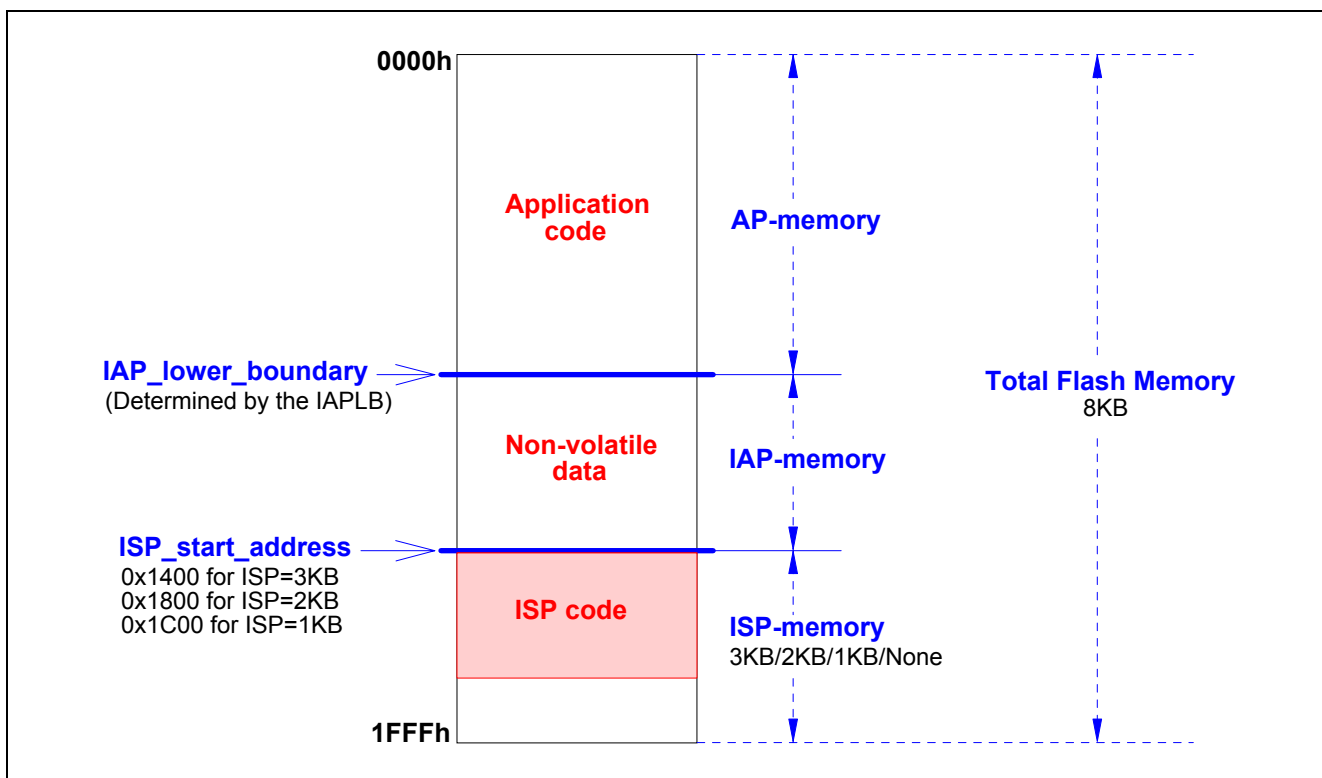 0000h
Application
code
AP-memory
IAP_lower_boundary
(Determined by the IAPLB)
Total Flash Memory
8KB
Non-volatile
data
IAP-memory
ISP_start_address
0x1400 for ISP=3KB
0x1800 for ISP=2KB
0x1C00 for ISP=1KB
ISP code
ISP-memory
3KB/2KB/1KB/None
1FFFh